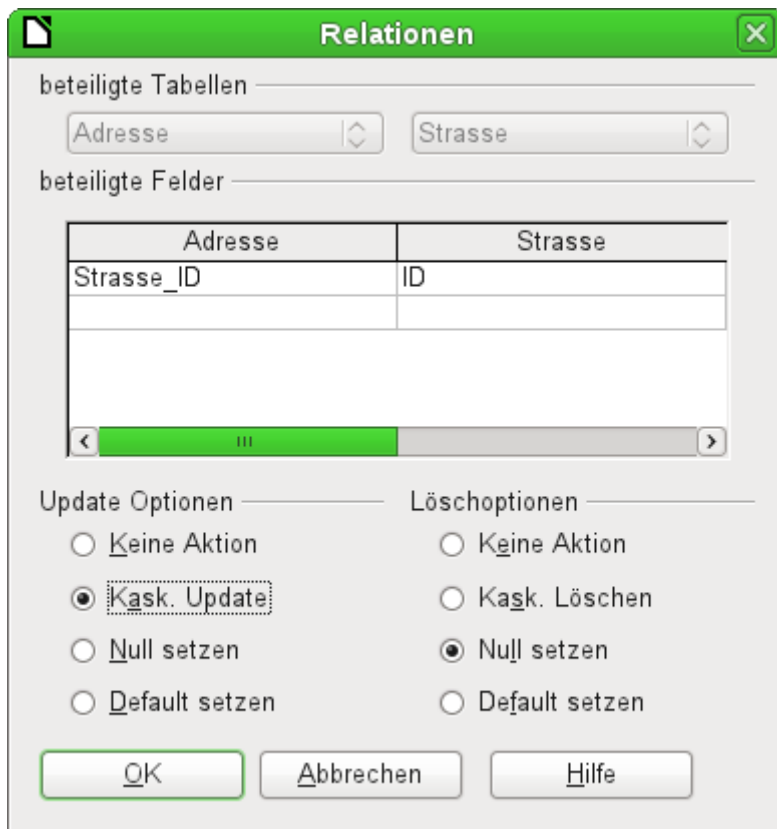 Relationen
beteiligte Tabellen
Adresse Strasse
beteiligte Felder
Adresse Strasse
Strasse_ID ID
Update Optionen Löschoptionen
Keine Aktion Keine Aktion
Kask. Update Kask. Löschen
Null setzen Null setzen
Default setzen Default setzen
OK Abbrechen Hilfe